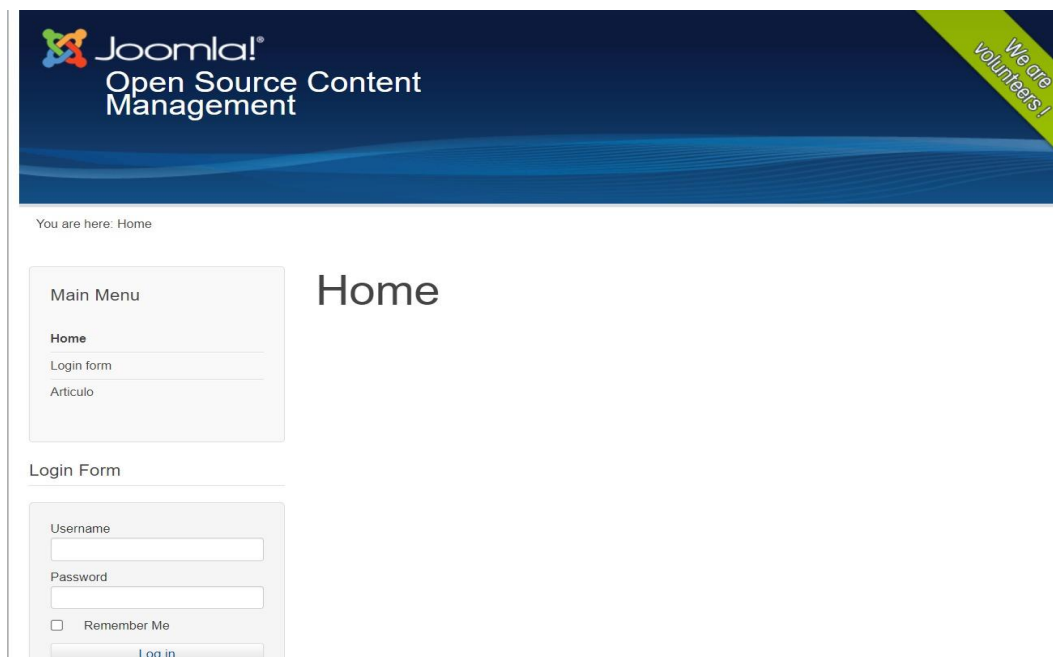 Joomla!®
Open Source Content
Management
We are
volunteers!
You are here: Home
Main Menu
Home
Login form
Articulo
Home
Login Form
Username
Password
Remember Me
Log in